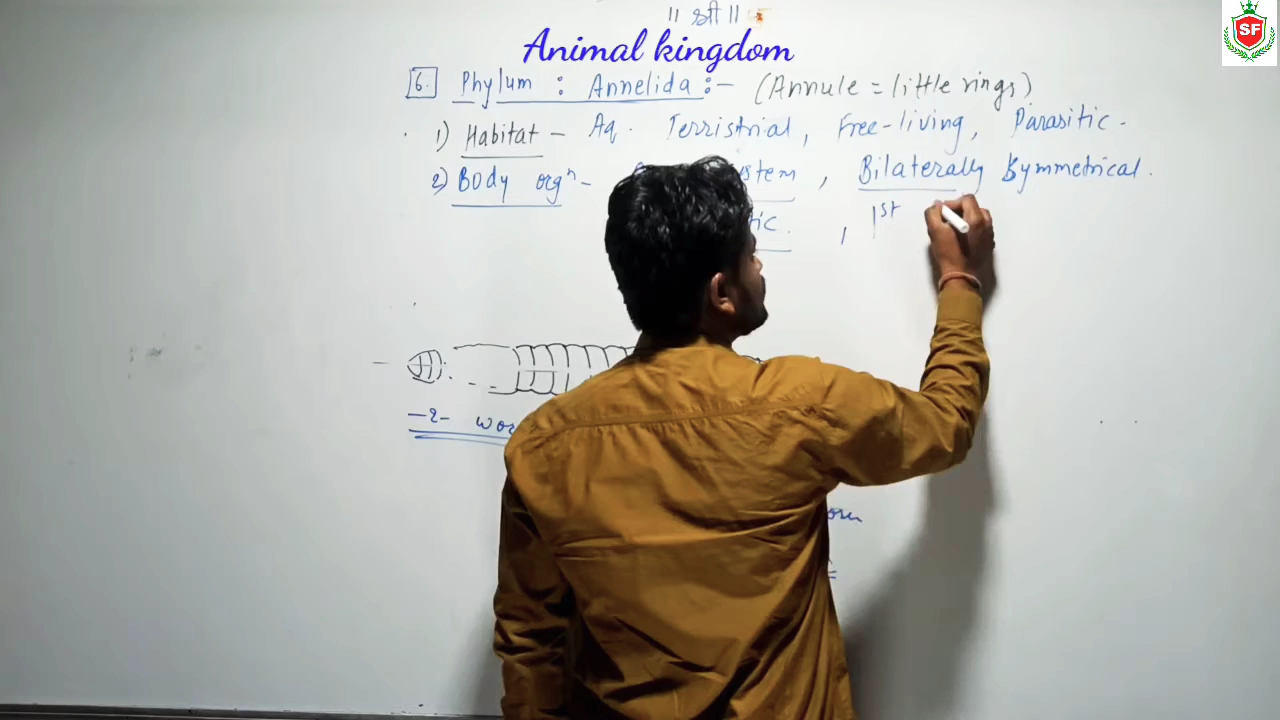 || श्री ||
SF
Animal kingdom
6. Phylum : Annelida :- (Annule = little rings)
1) Habitat - Aq. Terristrial, Free-living, Parasitic.
2) Body orgⁿ - stem, Bilaterally Symmetrical.
tic. , 1st
-2-